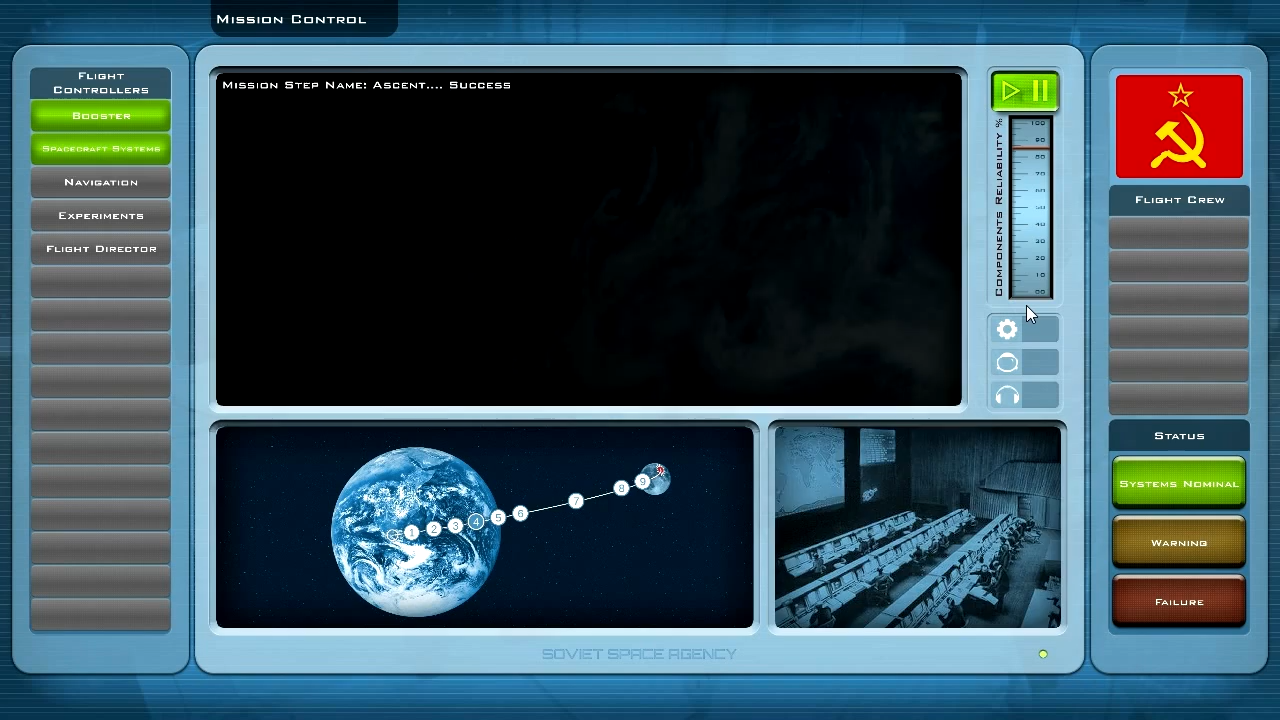 Mission Control
Flight
Controllers
Booster
Spacecraft Systems
Navigation
Experiments
Flight Director
Mission Step Name: Ascent.... Success
Components Reliability %
100
90
80
70
60
50
40
30
20
10
00
Flight Crew
Status
Systems Nominal
Warning
Failure
1
2
3
4
5
6
7
8
9
SOVIET SPACE AGENCY